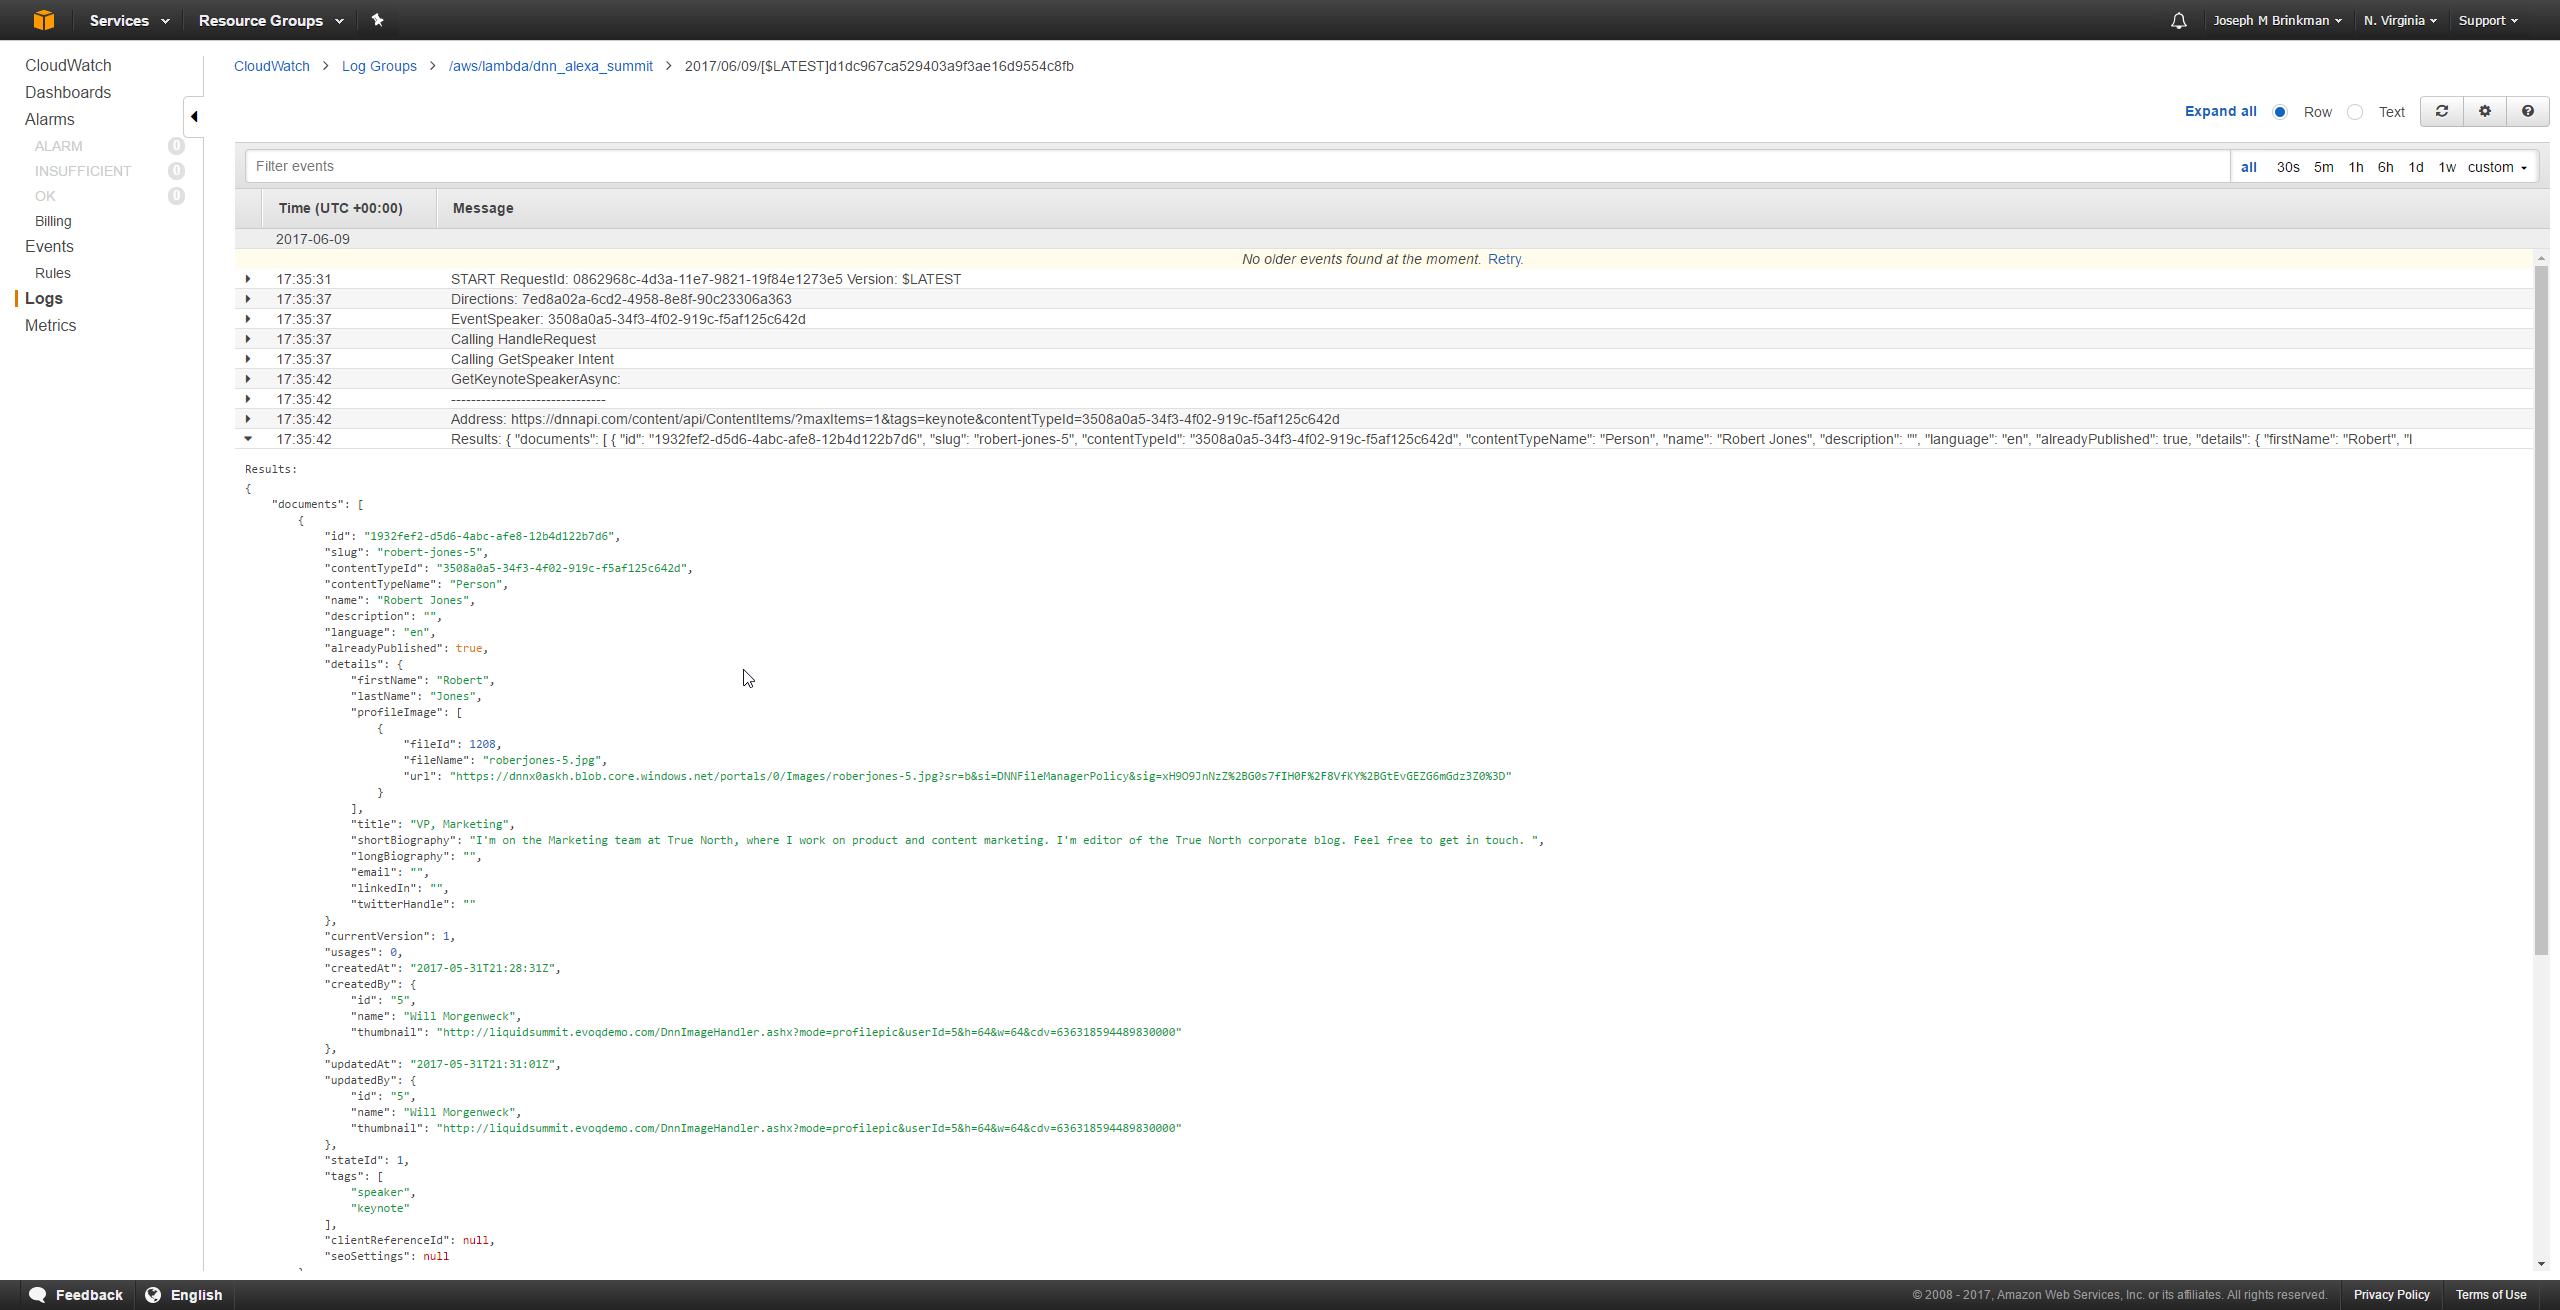 Services Resource Groups Joseph M Brinkman N. Virginia Support
CloudWatch
Dashboards
Alarms
ALARM 0
INSUFFICIENT 0
OK 0
Billing
Events
Rules
Logs
Metrics
CloudWatch > Log Groups > /aws/lambda/dnn_alexa_summit > 2017/06/09/[$LATEST]d1dc967ca529403a9f3ae16d9554c8fb
Expand all Row Text
Filter events all 30s 5m 1h 6h 1d 1w custom
Time (UTC +00:00) Message
2017-06-09
No older events found at the moment. Retry.
17:35:31 START RequestId: 0862968c-4d3a-11e7-9821-19f84e1273e5 Version: $LATEST
17:35:37 Directions: 7ed8a02a-6cd2-4958-8e8f-90c23306a363
17:35:37 EventSpeaker: 3508a0a5-34f3-4f02-919c-f5af125c642d
17:35:37 Calling HandleRequest
17:35:37 Calling GetSpeaker Intent
17:35:42 GetKeynoteSpeakerAsync:
17:35:42 -------------------------------
17:35:42 Address: https://dnnapi.com/content/api/ContentItems/?maxItems=1&tags=keynote&contentTypeId=3508a0a5-34f3-4f02-919c-f5af125c642d
17:35:42 Results: { "documents": [ { "id": "1932fef2-d5d6-4abc-afe8-12b4d122b7d6", "slug": "robert-jones-5", "contentTypeId": "3508a0a5-34f3-4f02-919c-f5af125c642d", "contentTypeName": "Person", "name": "Robert Jones", "description": "", "language": "en", "alreadyPublished": true, "details": { "firstName": "Robert", "l
Results:
{
"documents": [
{
"id": "1932fef2-d5d6-4abc-afe8-12b4d122b7d6",
"slug": "robert-jones-5",
"contentTypeId": "3508a0a5-34f3-4f02-919c-f5af125c642d",
"contentTypeName": "Person",
"name": "Robert Jones",
"description": "",
"language": "en",
"alreadyPublished": true,
"details": {
"firstName": "Robert",
"lastName": "Jones",
"profileImage": [
{
"fileId": 1208,
"fileName": "roberjones-5.jpg",
"url": "https://dnnx0askh.blob.core.windows.net/portals/0/Images/roberjones-5.jpg?sr=b&si=DNNFileManagerPolicy&sig=xH9O9JnNzZ%2BG0s7fIH0F%2F8VfKY%2BGtEvGEZG6mGdz3Z0%3D"
}
],
"title": "VP, Marketing",
"shortBiography": "I'm on the Marketing team at True North, where I work on product and content marketing. I'm editor of the True North corporate blog. Feel free to get in touch. ",
"longBiography": "",
"email": "",
"linkedIn": "",
"twitterHandle": ""
},
"currentVersion": 1,
"usages": 0,
"createdAt": "2017-05-31T21:28:31Z",
"createdBy": {
"id": "5",
"name": "Will Morgenweck",
"thumbnail": "http://liquidsummit.evoqdemo.com/DnnImageHandler.ashx?mode=profilepic&userId=5&h=64&w=64&cdv=636318594489830000"
},
"updatedAt": "2017-05-31T21:31:01Z",
"updatedBy": {
"id": "5",
"name": "Will Morgenweck",
"thumbnail": "http://liquidsummit.evoqdemo.com/DnnImageHandler.ashx?mode=profilepic&userId=5&h=64&w=64&cdv=636318594489830000"
},
"stateId": 1,
"tags": [
"speaker",
"keynote"
],
"clientReferenceId": null,
"seoSettings": null
Feedback English © 2008 - 2017, Amazon Web Services, Inc. or its affiliates. All rights reserved. Privacy Policy Terms of Use